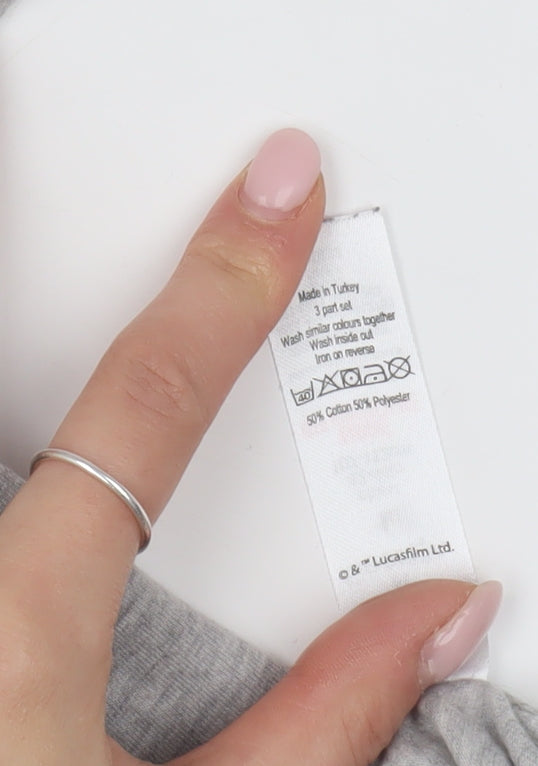 Made in Turkey
3 part set
Wash similar colours together
Wash inside out
Iron on reverse
40
50% Cotton 50% Polyester
© & ™ Lucasfilm Ltd.